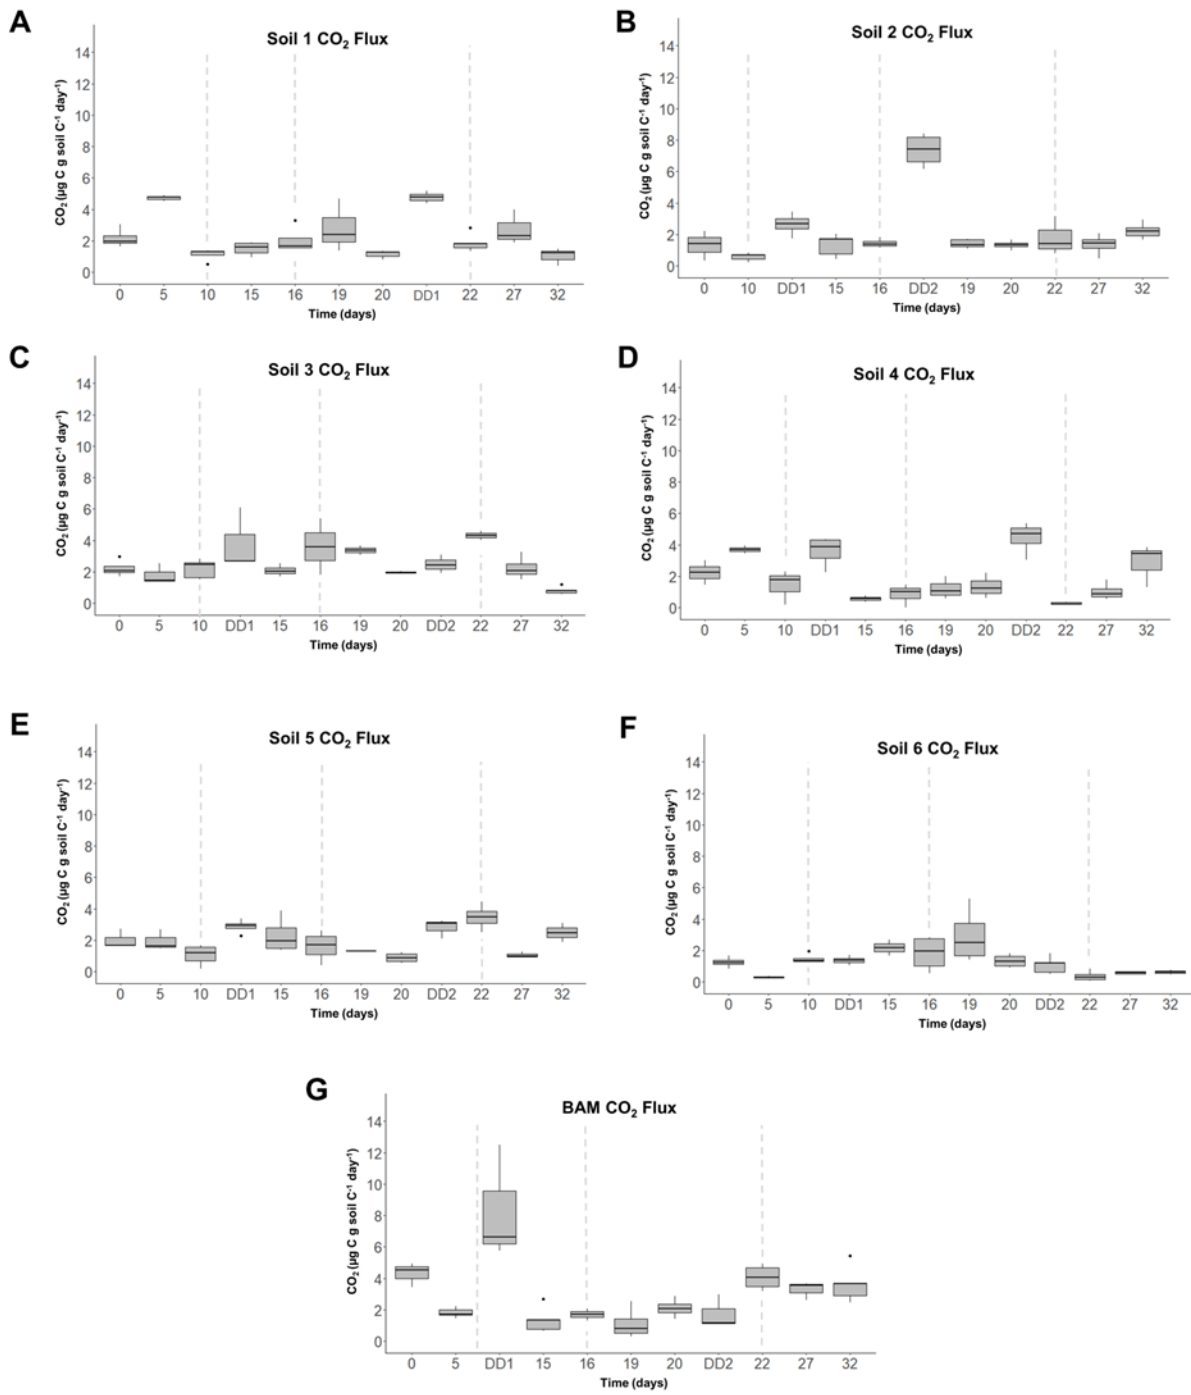 A
Soil 1 CO₂ Flux
CO₂ (µg C g soil C⁻¹ day⁻¹)
14
12
10
8
6
4
2
0
0 5 10 15 16 19 20 DD1 22 27 32
Time (days)
B
Soil 2 CO₂ Flux
CO₂ (µg C g soil C⁻¹ day⁻¹)
14
12
10
8
6
4
2
0
0 10 DD1 15 16 DD2 19 20 22 27 32
Time (days)
C
Soil 3 CO₂ Flux
CO₂ (µg C g soil C⁻¹ day⁻¹)
14
12
10
8
6
4
2
0
0 5 10 DD1 15 16 19 20 DD2 22 27 32
Time (days)
D
Soil 4 CO₂ Flux
CO₂ (µg C g soil C⁻¹ day⁻¹)
14
12
10
8
6
4
2
0
0 5 10 DD1 15 16 19 20 DD2 22 27 32
Time (days)
E
Soil 5 CO₂ Flux
CO₂ (µg C g soil C⁻¹ day⁻¹)
14
12
10
8
6
4
2
0
0 5 10 DD1 15 16 19 20 DD2 22 27 32
Time (days)
F
Soil 6 CO₂ Flux
CO₂ (µg C g soil C⁻¹ day⁻¹)
14
12
10
8
6
4
2
0
0 5 10 DD1 15 16 19 20 DD2 22 27 32
Time (days)
G
BAM CO₂ Flux
CO₂ (µg C g soil C⁻¹ day⁻¹)
14
12
10
8
6
4
2
0
0 5 DD1 15 16 19 20 DD2 22 27 32
Time (days)